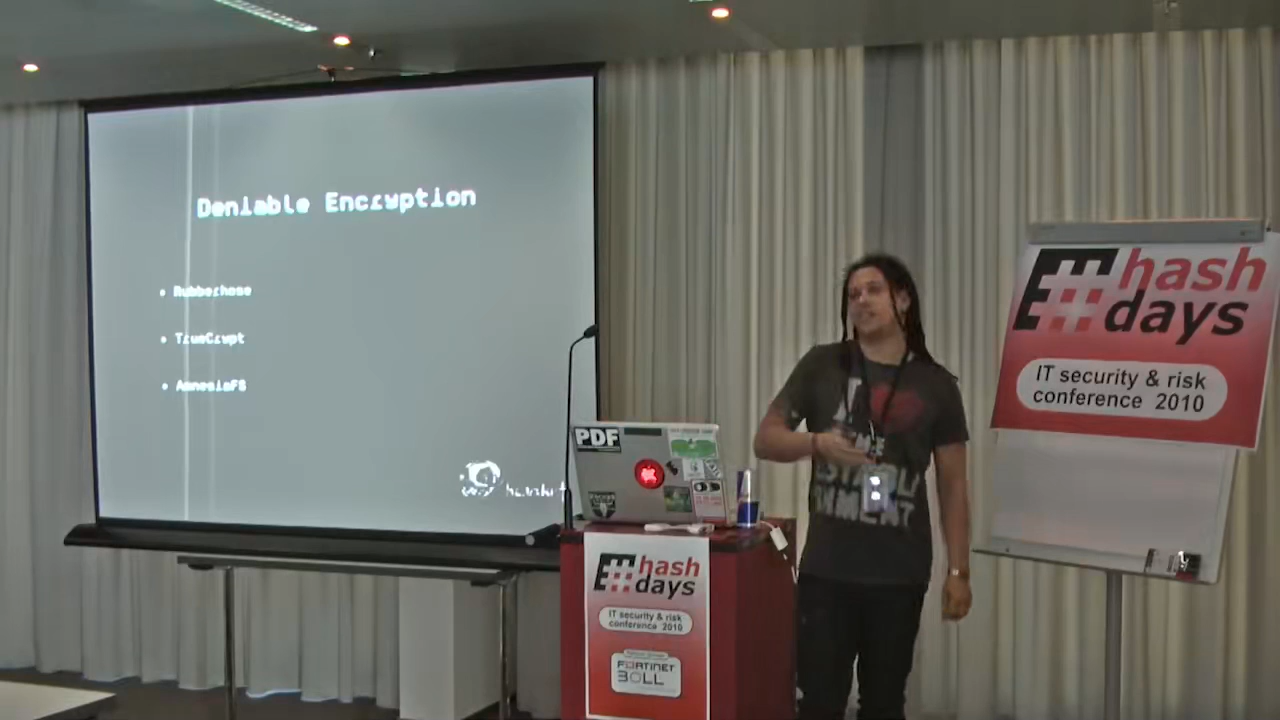 Deniable Encryption
• Rubberhose
• TrueCrypt
• AmnesiaFS
PDF
I
hash
days
IT security & risk
conference 2010
hash
days
IT security & risk
conference 2010
FORTINET
BOLL